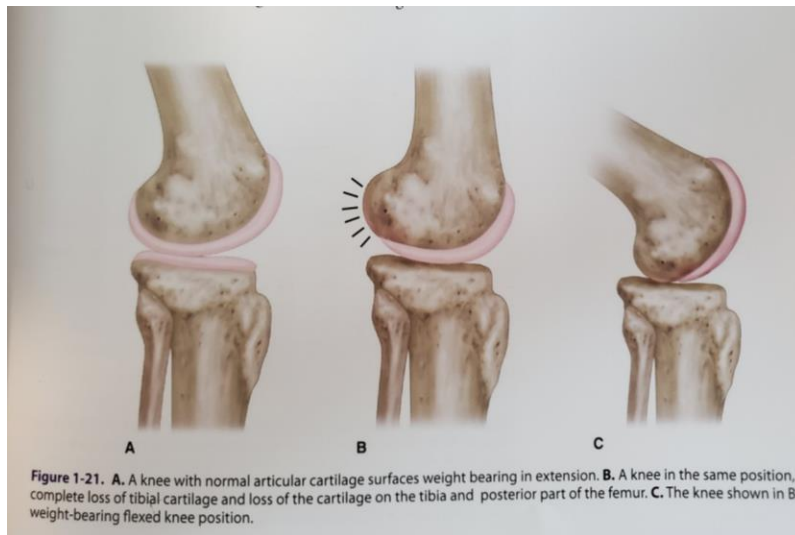 A
B
C
Figure 1-21. A. A knee with normal articular cartilage surfaces weight bearing in extension. B. A knee in the same position,
complete loss of tibial cartilage and loss of the cartilage on the tibia and posterior part of the femur. C. The knee shown in B
weight-bearing flexed knee position.